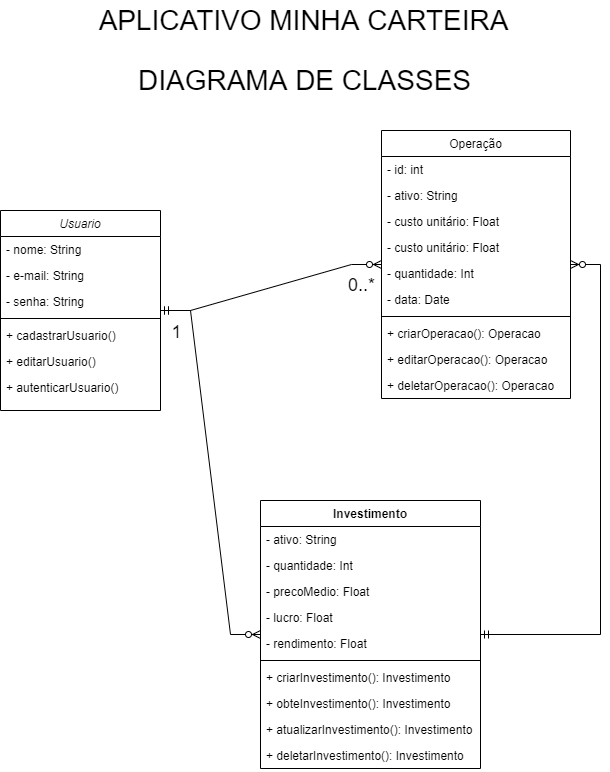 APLICATIVO MINHA CARTEIRA
DIAGRAMA DE CLASSES
Operação
- id: int
- ativo: String
- custo unitário: Float
- custo unitário: Float
- quantidade: Int
- data: Date
+ criarOperacao(): Operacao
+ editarOperacao(): Operacao
+ deletarOperacao(): Operacao
Usuario
- nome: String
- e-mail: String
- senha: String
+ cadastrarUsuario()
+ editarUsuario()
+ autenticarUsuario()
0..*
1
Investimento
- ativo: String
- quantidade: Int
- precoMedio: Float
- lucro: Float
- rendimento: Float
+ criarInvestimento(): Investimento
+ obteInvestimento(): Investimento
+ atualizarInvestimento(): Investimento
+ deletarInvestimento(): Investimento